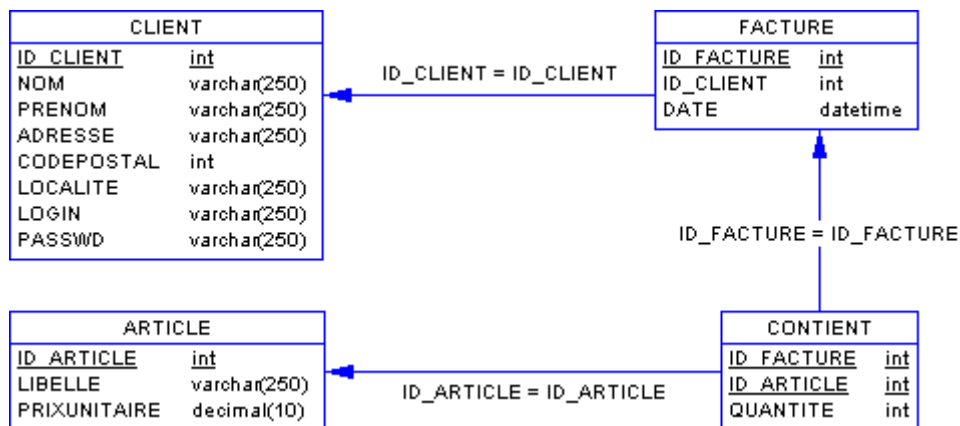 CLIENT
ID_CLIENT int
NOM varchar(250)
PRENOM varchar(250)
ADRESSE varchar(250)
CODEPOSTAL int
LOCALITE varchar(250)
LOGIN varchar(250)
PASSWD varchar(250)
ID_CLIENT = ID_CLIENT
FACTURE
ID_FACTURE int
ID_CLIENT int
DATE datetime
ID_FACTURE = ID_FACTURE
ARTICLE
ID_ARTICLE int
LIBELLE varchar(250)
PRIXUNITAIRE decimal(10)
ID_ARTICLE = ID_ARTICLE
CONTIENT
ID_FACTURE int
ID_ARTICLE int
QUANTITE int